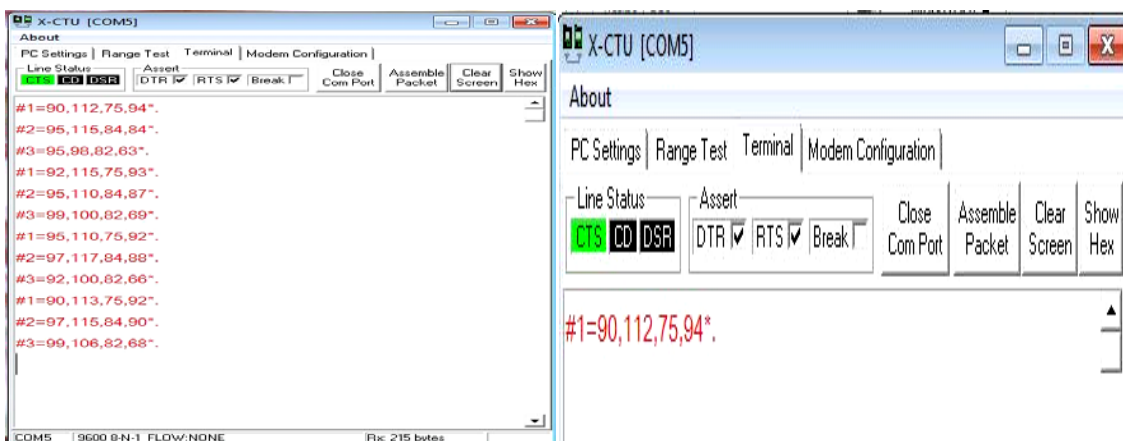 X-CTU [COM5]
About
PC Settings Range Test Terminal Modem Configuration
Line Status Assert
CTS CD DSR DTR RTS Break Close Com Port Assemble Packet Clear Screen Show Hex
#1=90,112,75,94*.
#2=95,115,84,84*.
#3=95,98,82,63*.
#1=92,115,75,93*.
#2=95,110,84,87*.
#3=99,100,82,69*.
#1=95,110,75,92*.
#2=97,117,84,88*.
#3=92,100,82,66*.
#1=90,113,75,92*.
#2=97,115,84,90*.
#3=99,106,82,68*.
COM5 9600 8-N-1 FLOW:NONE Rx: 215 bytes
X-CTU [COM5]
About
PC Settings Range Test Terminal Modem Configuration
Line Status Assert
CTS CD DSR DTR RTS Break Close Com Port Assemble Packet Clear Screen Show Hex
#1=90,112,75,94*.